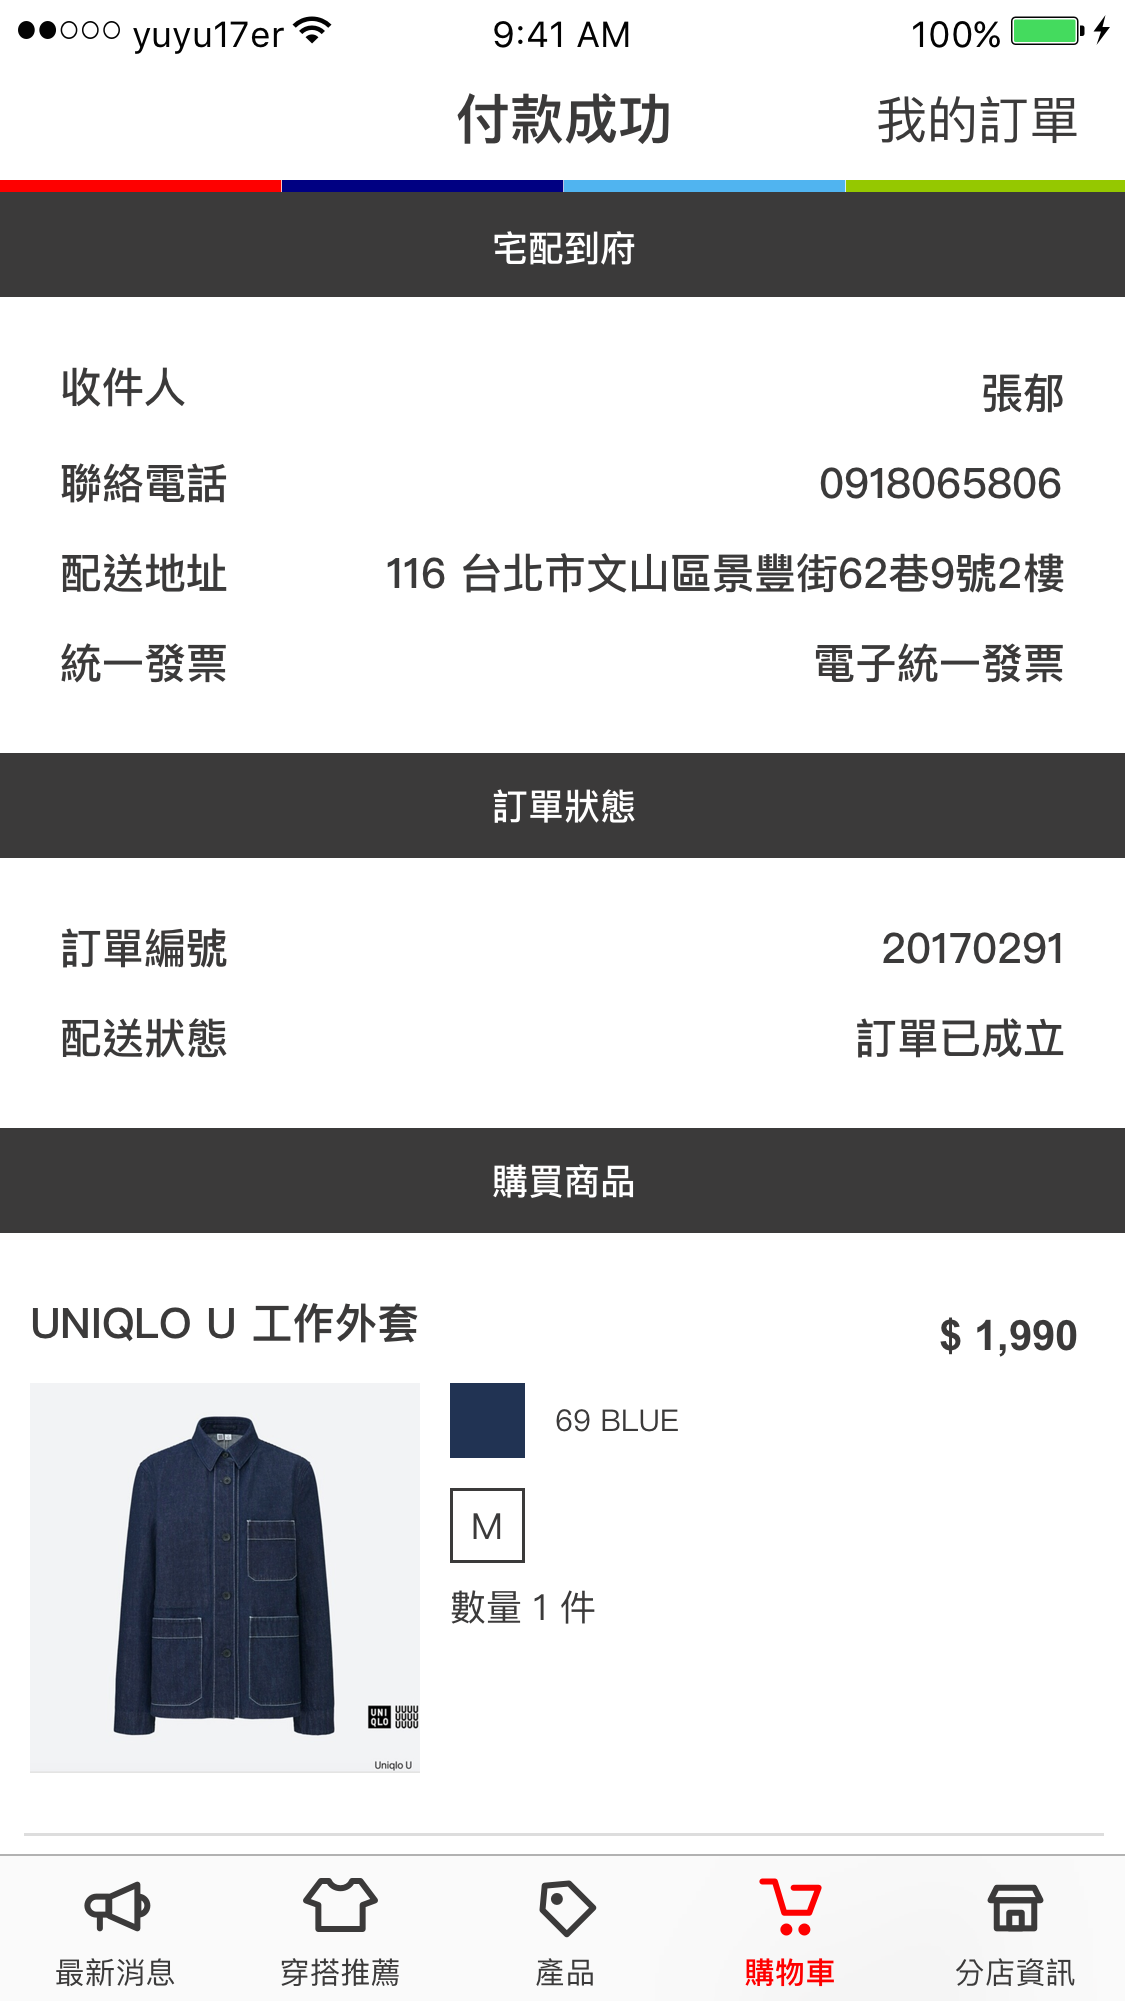 yuyu17er 9:41 AM 100%
付款成功 我的訂單
宅配到府
收件人 張郁
聯絡電話 0918065806
配送地址 116 台北市文山區景豐街62巷9號2樓
統一發票 電子統一發票
訂單狀態
訂單編號 20170291
配送狀態 訂單已成立
購買商品
UNIQLO U 工作外套 $ 1,990
69 BLUE
M
數量 1 件
UNI
QLO
UUUU
UUUU
UUUU
Uniqlo U
最新消息 穿搭推薦 產品 購物車 分店資訊